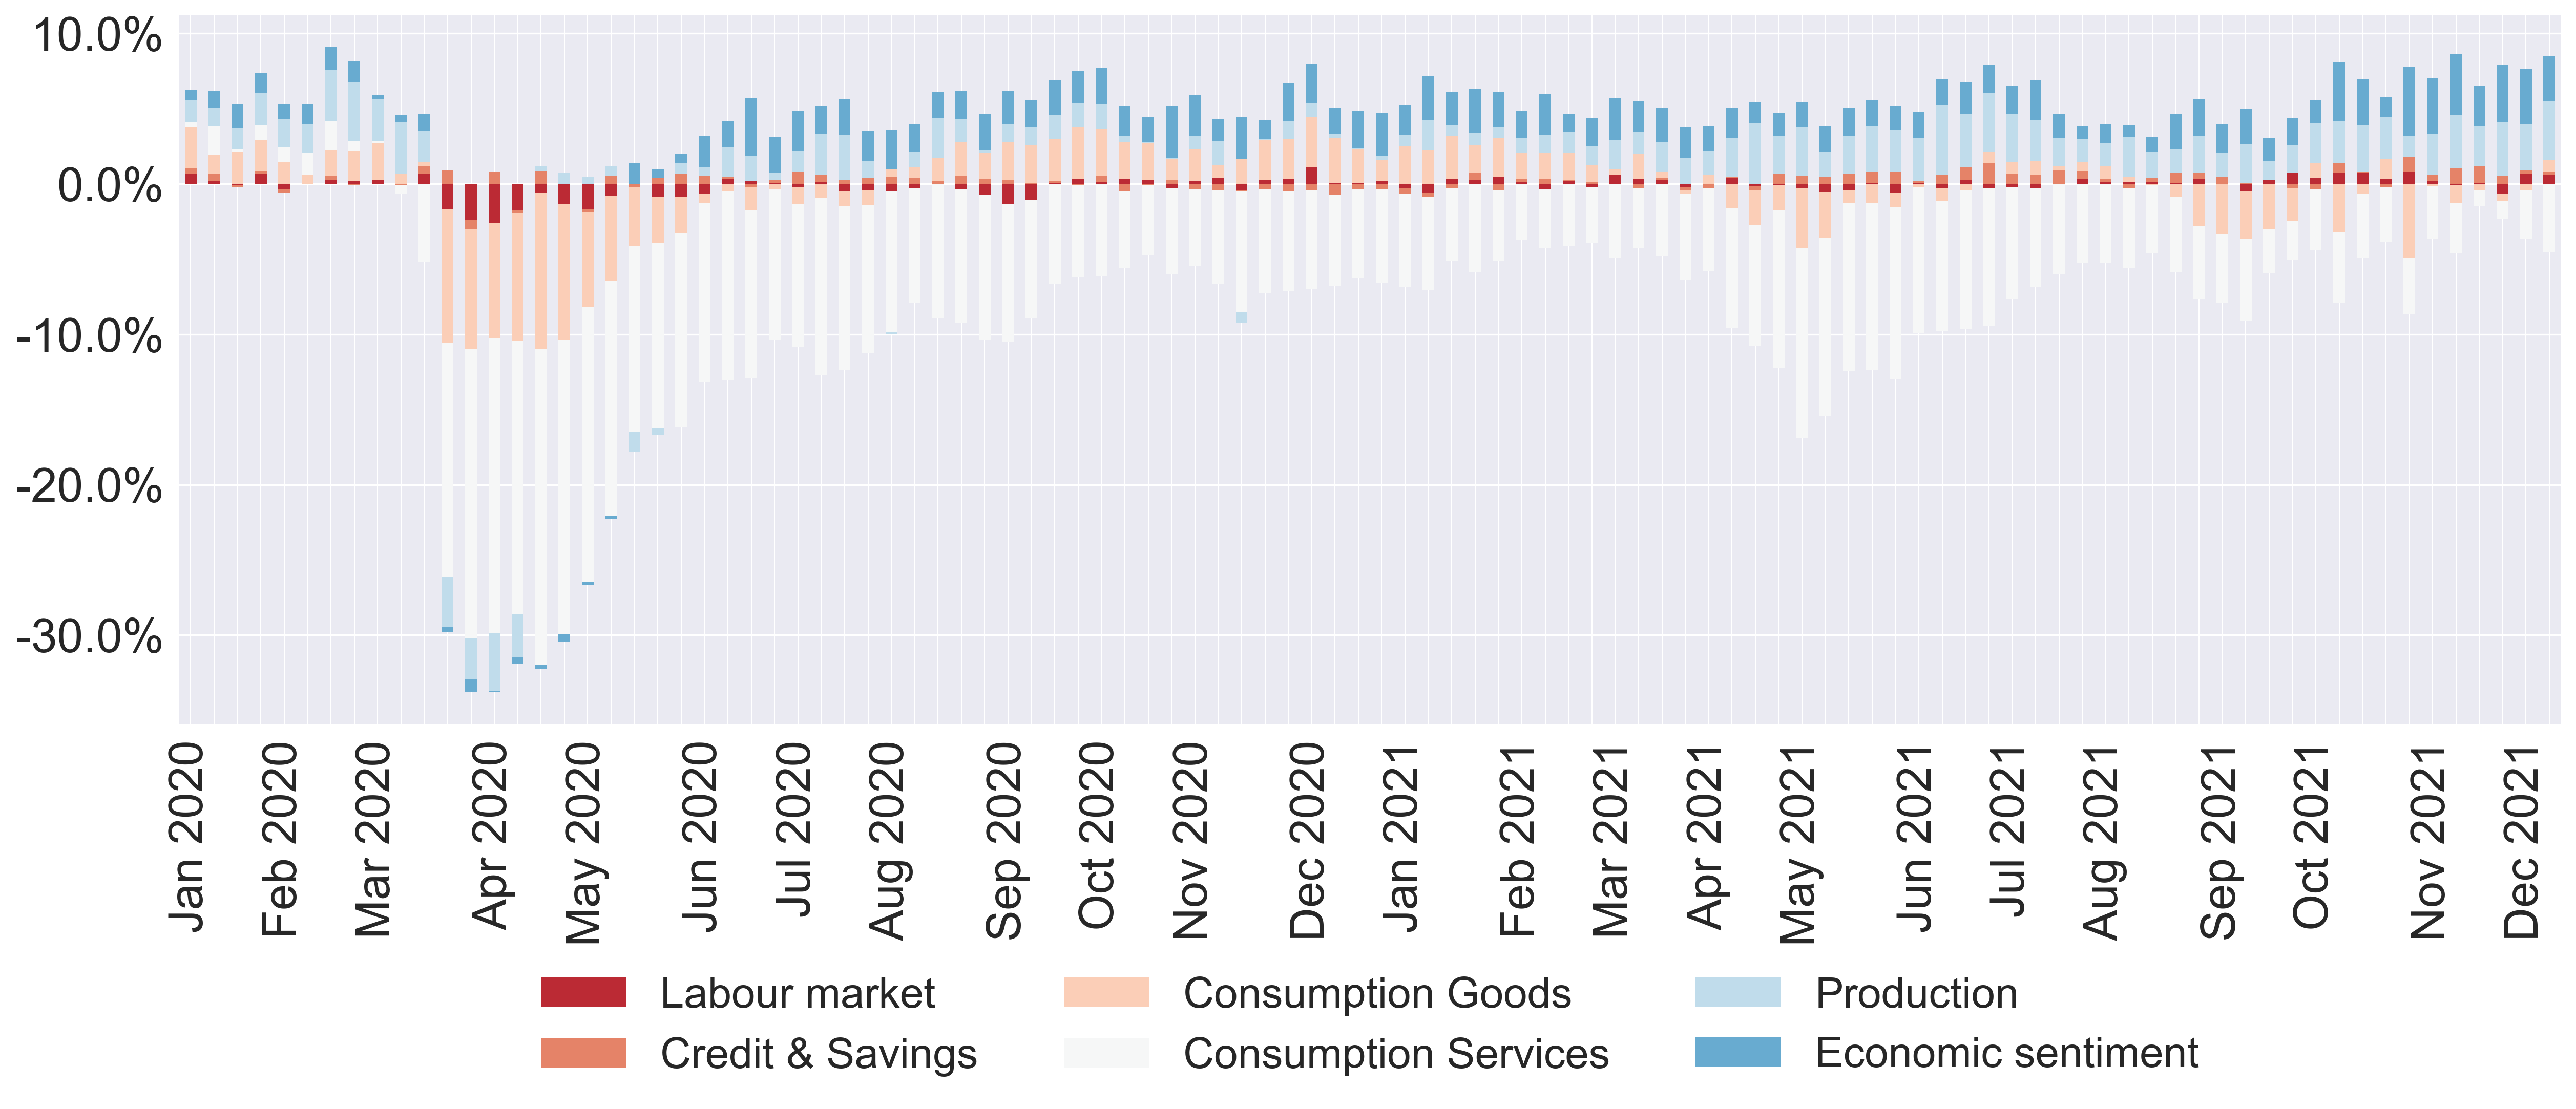 10.0%
0.0%
-10.0%
-20.0%
-30.0%
Jan 2020
Feb 2020
Mar 2020
Apr 2020
May 2020
Jun 2020
Jul 2020
Aug 2020
Sep 2020
Oct 2020
Nov 2020
Dec 2020
Jan 2021
Feb 2021
Mar 2021
Apr 2021
May 2021
Jun 2021
Jul 2021
Aug 2021
Sep 2021
Oct 2021
Nov 2021
Dec 2021
Labour market
Credit & Savings
Consumption Goods
Consumption Services
Production
Economic sentiment